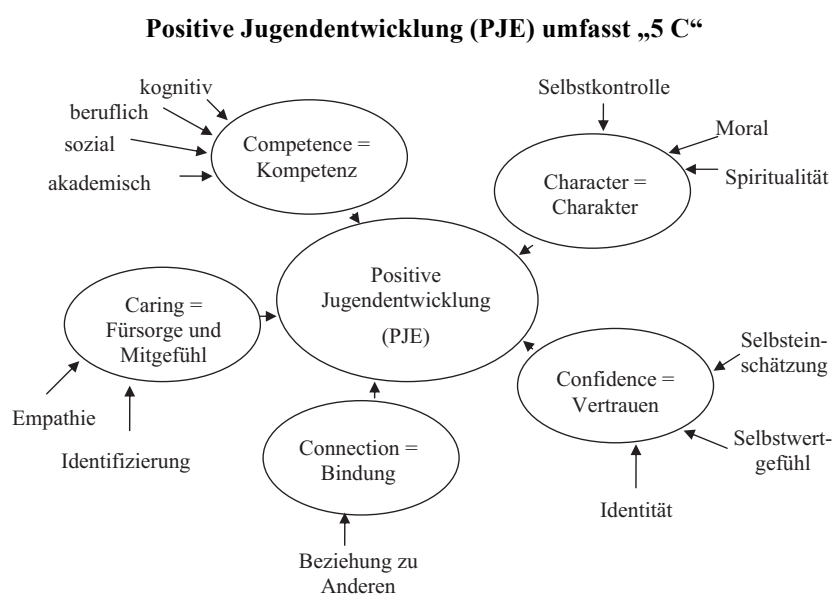 Positive Jugendentwicklung (PJE) umfasst „5 C“
kognitiv
beruflich
sozial
akademisch
Competence =
Kompetenz
Selbstkontrolle
Moral
Spiritualität
Character =
Charakter
Positive
Jugendentwicklung
(PJE)
Caring =
Fürsorge und
Mitgefühl
Empathie
Identifizierung
Connection =
Bindung
Beziehung zu
Anderen
Confidence =
Vertrauen
Selbstein-
schätzung
Selbstwert-
gefühl
Identität